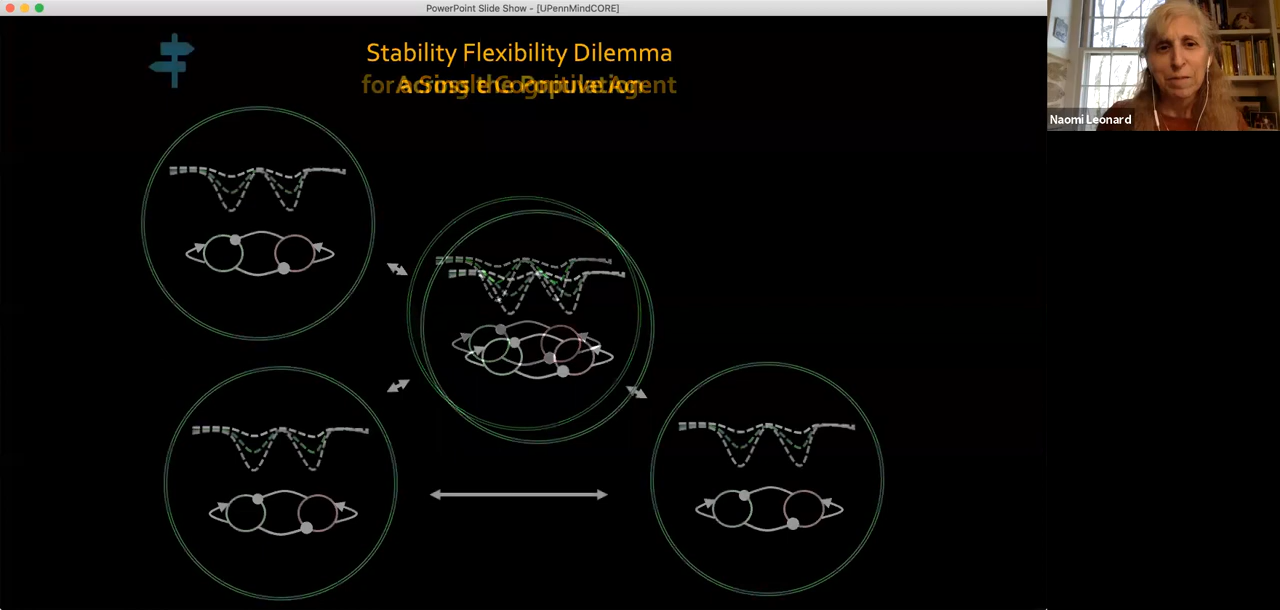 PowerPoint Slide Show - [UPennMindCORE]
Stability Flexibility Dilemma
Naomi Leonard